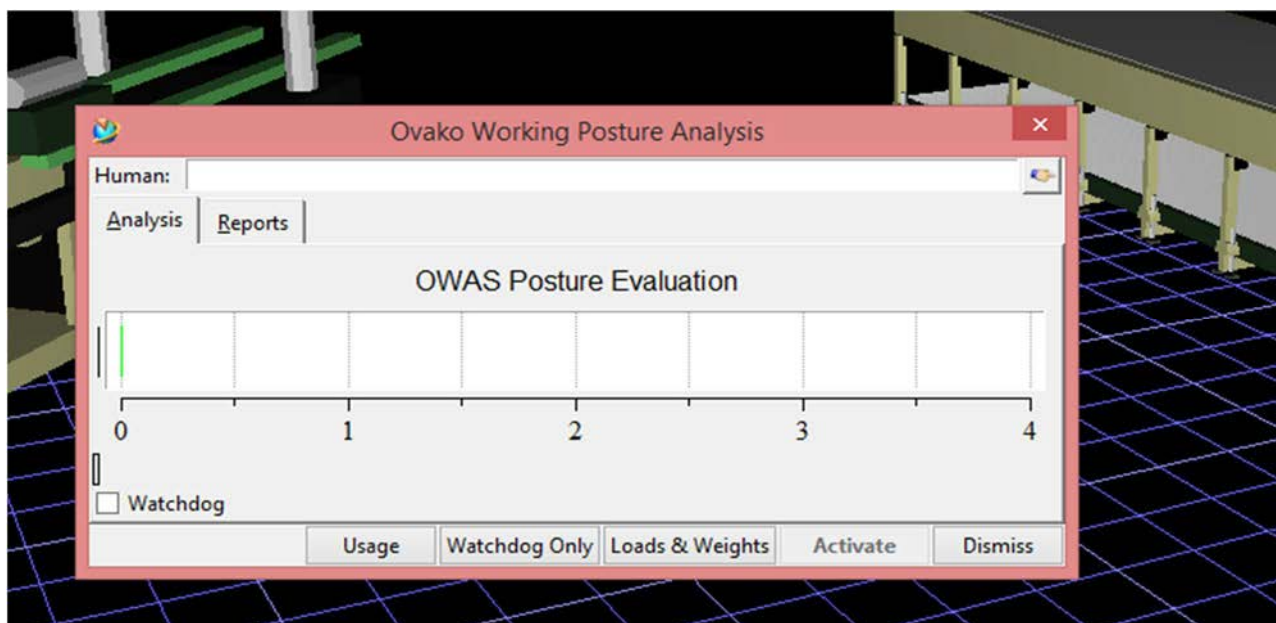 Ovako Working Posture Analysis
Human:
Analysis Reports
OWAS Posture Evaluation
0 1 2 3 4
Watchdog
Usage Watchdog Only Loads & Weights Activate Dismiss